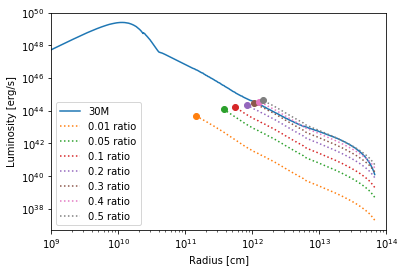 10^50
10^48
10^46
10^44
10^42
10^40
10^38
Luminosity [erg/s]
30M
0.01 ratio
0.05 ratio
0.1 ratio
0.2 ratio
0.3 ratio
0.4 ratio
0.5 ratio
10^9
10^10
10^11
10^12
10^13
10^14
Radius [cm]